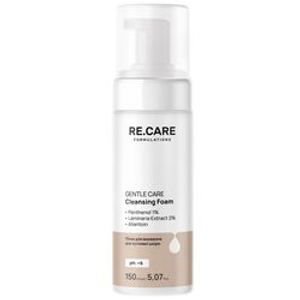 RE.CARE
FORMULATIONS
GENTLE CARE
Cleansing Foam
• Panthenol 1%
• Laminaria Extract 2%
• Allantoin
pH ~5
150 5,07